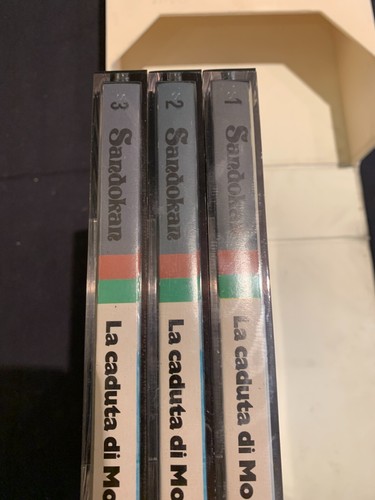 3 Sandokan La caduta di Mo
2 Sandokan La caduta di Mo
1 Sandokan La caduta di Mo